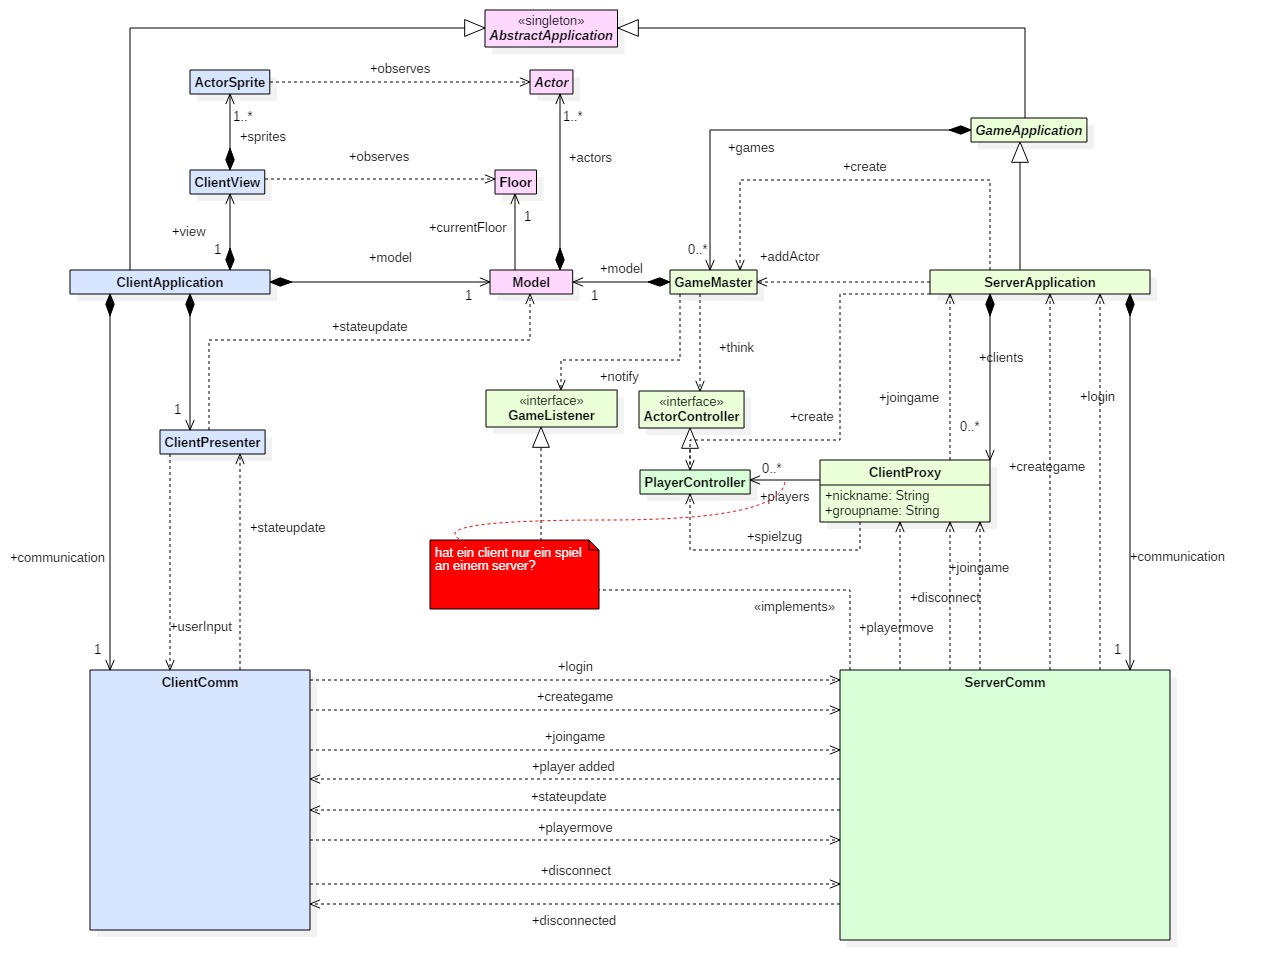 «singleton»
AbstractApplication
+observes
ActorSprite
Actor
1..*
1..*
+sprites
GameApplication
+games
+observes
+actors
+create
ClientView
Floor
1
+view
+currentFloor
1
0..*
+model
+model
+addActor
ClientApplication
Model
GameMaster
ServerApplication
1
1
+stateupdate
+think
+clients
+notify
+joingame
+login
«interface»
GameListener
«interface»
ActorController
1
+create
0..*
ClientPresenter
0..*
+creategame
ClientProxy
PlayerController
+players
+nickname: String
+groupname: String
+stateupdate
+spielzug
hat ein client nur ein spiel
an einem server?
+communication
+communication
+joingame
+disconnect
«implements»
+userInput
+playermove
1
1
ClientComm
ServerComm
+login
+creategame
+joingame
+player added
+stateupdate
+playermove
+disconnect
+disconnected